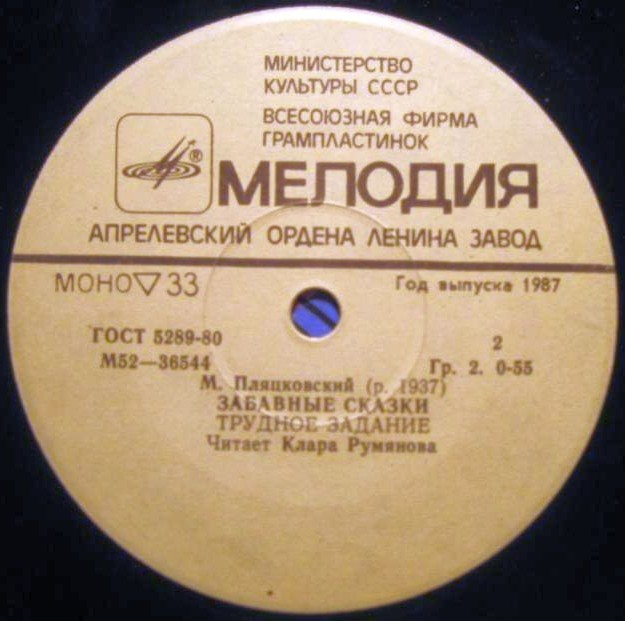 МИНИСТЕРСТВО
КУЛЬТУРЫ СССР
ВСЕСОЮЗНАЯ ФИРМА
ГРАМПЛАСТИНОК
® МЕЛОДИЯ
АПРЕЛЕВСКИЙ ОРДЕНА ЛЕНИНА ЗАВОД
МОНО ▽ 33 Год выпуска 1987
ГОСТ 5289-80 2
М52—36544 Гр. 2. 0-55
М. Пляцковский (р. 1937)
ЗАБАВНЫЕ СКАЗКИ
ТРУДНОЕ ЗАДАНИЕ
Читает Клара Румянова